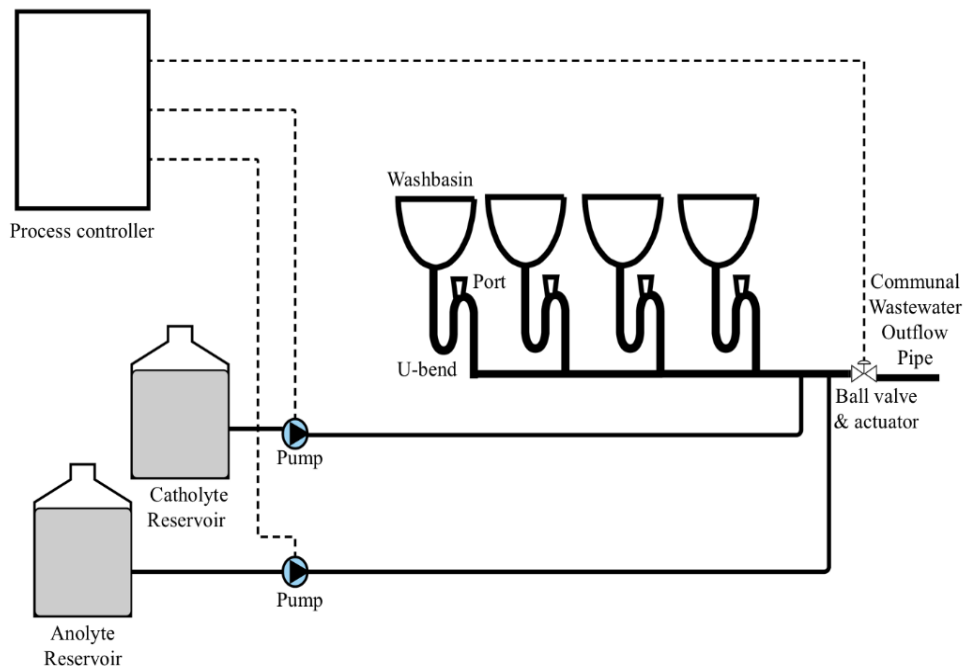 Process controller
Washbasin
Port
U-bend
Communal
Wastewater
Outflow
Pipe
Ball valve
& actuator
Pump
Catholyte
Reservoir
Pump
Anolyte
Reservoir